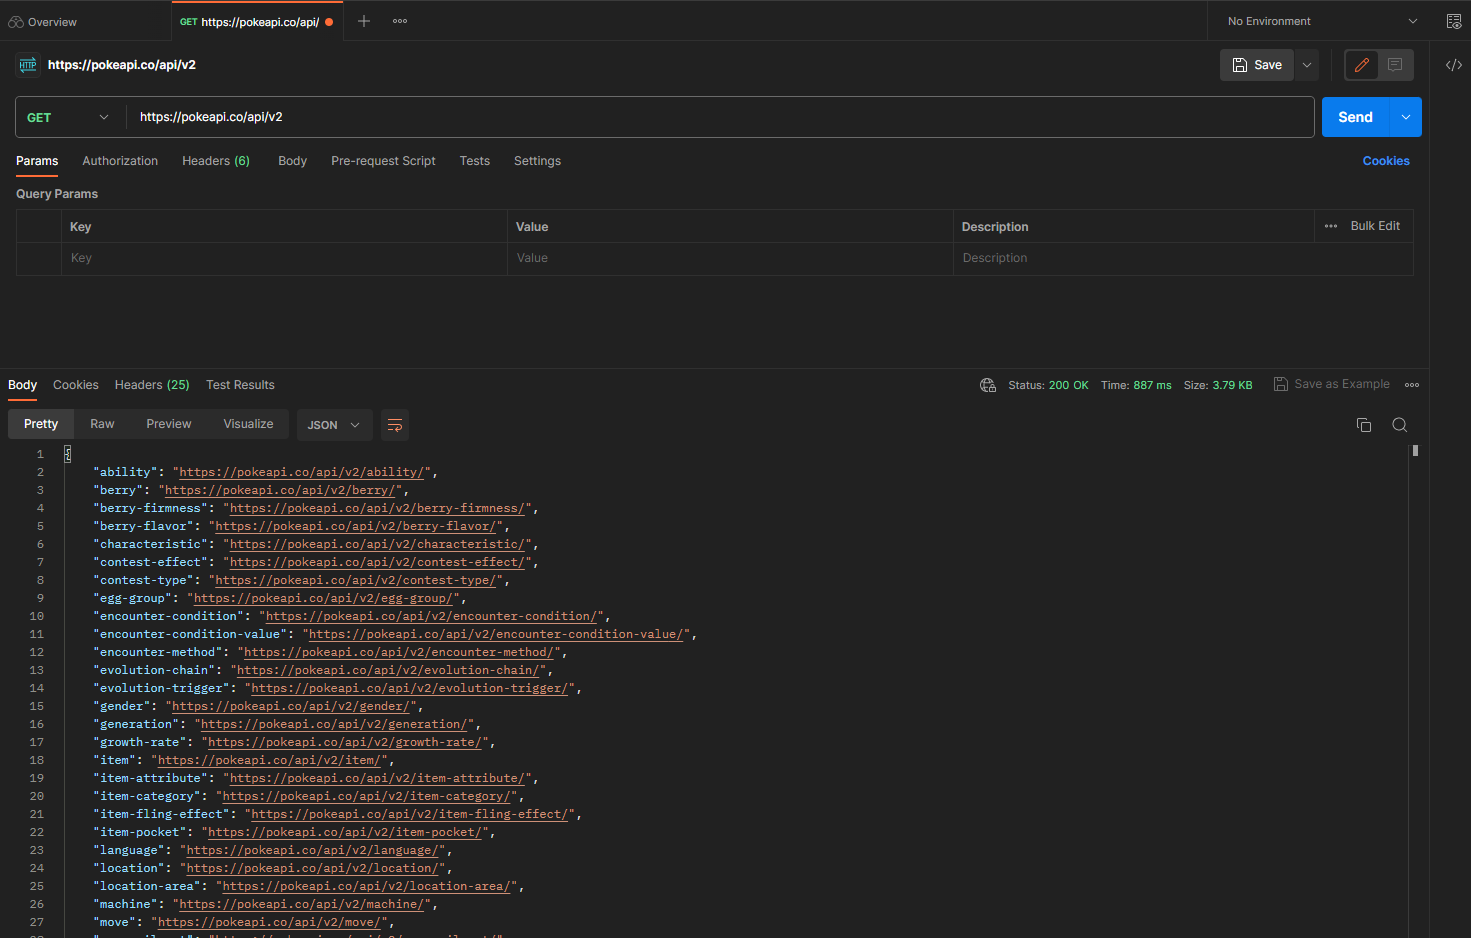 Overview
GET https://pokeapi.co/api/
No Environment
HTTP https://pokeapi.co/api/v2
Save
GET https://pokeapi.co/api/v2
Send
Params Authorization Headers (6) Body Pre-request Script Tests Settings
Cookies
Query Params
Key Value Description Bulk Edit
Key Value Description
Body Cookies Headers (25) Test Results
Status: 200 OK Time: 887 ms Size: 3.79 KB Save as Example
Pretty Raw Preview Visualize JSON
1 {
2 "ability": "https://pokeapi.co/api/v2/ability/",
3 "berry": "https://pokeapi.co/api/v2/berry/",
4 "berry-firmness": "https://pokeapi.co/api/v2/berry-firmness/",
5 "berry-flavor": "https://pokeapi.co/api/v2/berry-flavor/",
6 "characteristic": "https://pokeapi.co/api/v2/characteristic/",
7 "contest-effect": "https://pokeapi.co/api/v2/contest-effect/",
8 "contest-type": "https://pokeapi.co/api/v2/contest-type/",
9 "egg-group": "https://pokeapi.co/api/v2/egg-group/",
10 "encounter-condition": "https://pokeapi.co/api/v2/encounter-condition/",
11 "encounter-condition-value": "https://pokeapi.co/api/v2/encounter-condition-value/",
12 "encounter-method": "https://pokeapi.co/api/v2/encounter-method/",
13 "evolution-chain": "https://pokeapi.co/api/v2/evolution-chain/",
14 "evolution-trigger": "https://pokeapi.co/api/v2/evolution-trigger/",
15 "gender": "https://pokeapi.co/api/v2/gender/",
16 "generation": "https://pokeapi.co/api/v2/generation/",
17 "growth-rate": "https://pokeapi.co/api/v2/growth-rate/",
18 "item": "https://pokeapi.co/api/v2/item/",
19 "item-attribute": "https://pokeapi.co/api/v2/item-attribute/",
20 "item-category": "https://pokeapi.co/api/v2/item-category/",
21 "item-fling-effect": "https://pokeapi.co/api/v2/item-fling-effect/",
22 "item-pocket": "https://pokeapi.co/api/v2/item-pocket/",
23 "language": "https://pokeapi.co/api/v2/language/",
24 "location": "https://pokeapi.co/api/v2/location/",
25 "location-area": "https://pokeapi.co/api/v2/location-area/",
26 "machine": "https://pokeapi.co/api/v2/machine/",
27 "move": "https://pokeapi.co/api/v2/move/",